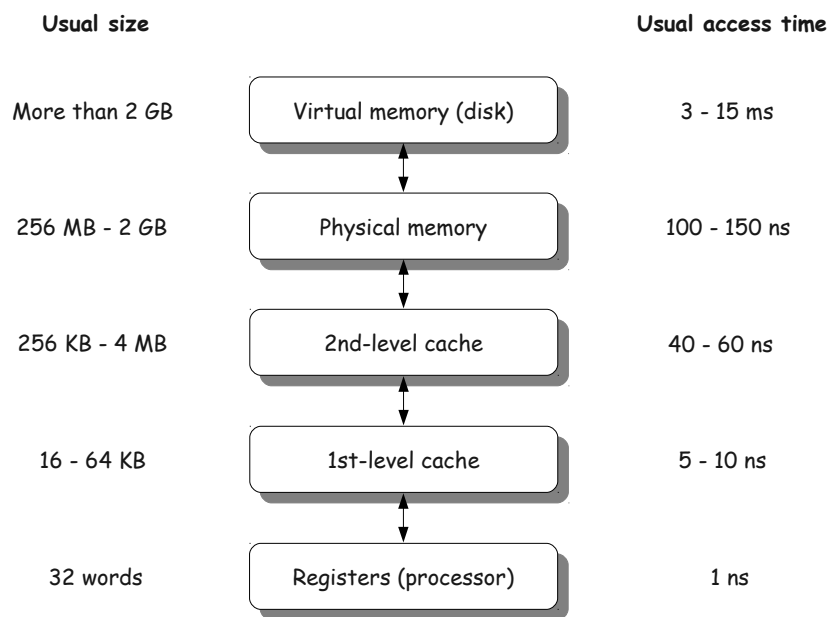 Usual size
Usual access time
More than 2 GB
Virtual memory (disk)
3 - 15 ms
256 MB - 2 GB
Physical memory
100 - 150 ns
256 KB - 4 MB
2nd-level cache
40 - 60 ns
16 - 64 KB
1st-level cache
5 - 10 ns
32 words
Registers (processor)
1 ns